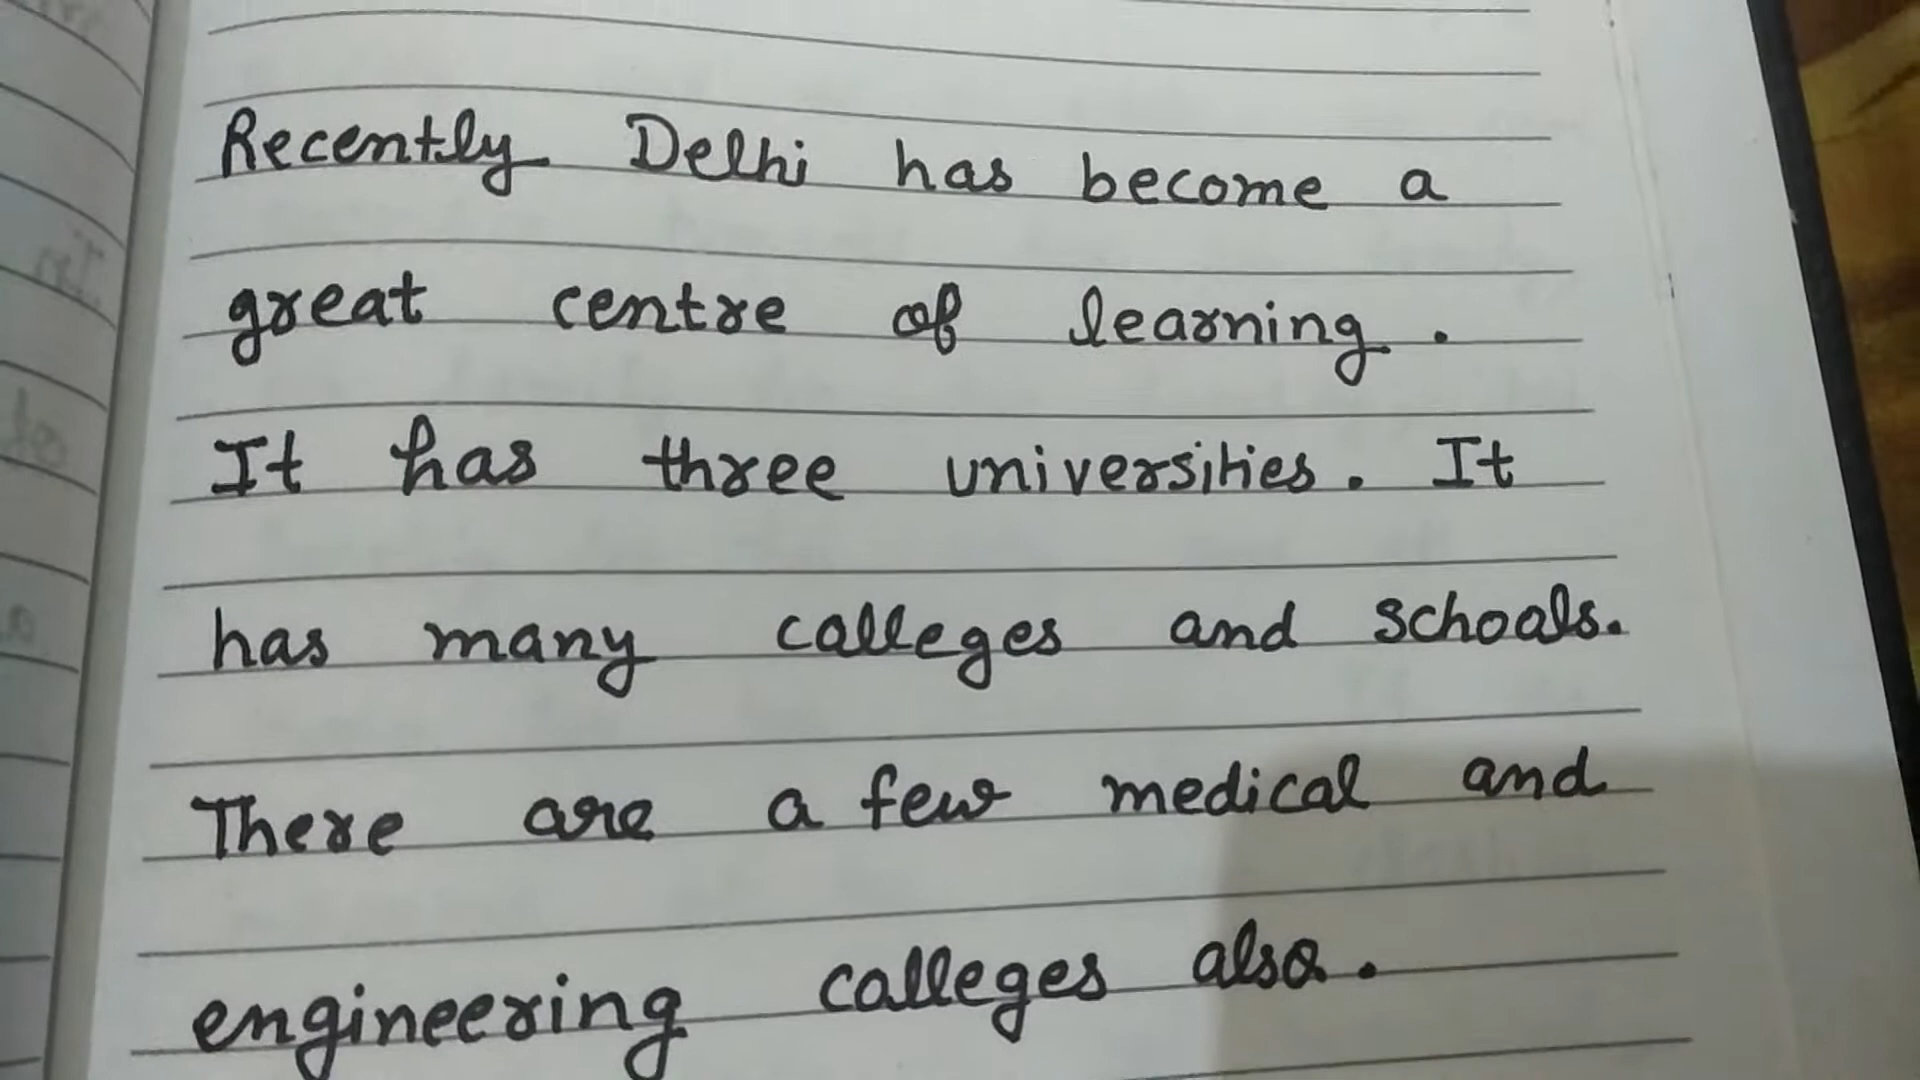 Recently Delhi has become a
great centre of learning.
It has three universities. It
has many colleges and schools.
There are a few medical and
engineering colleges also.